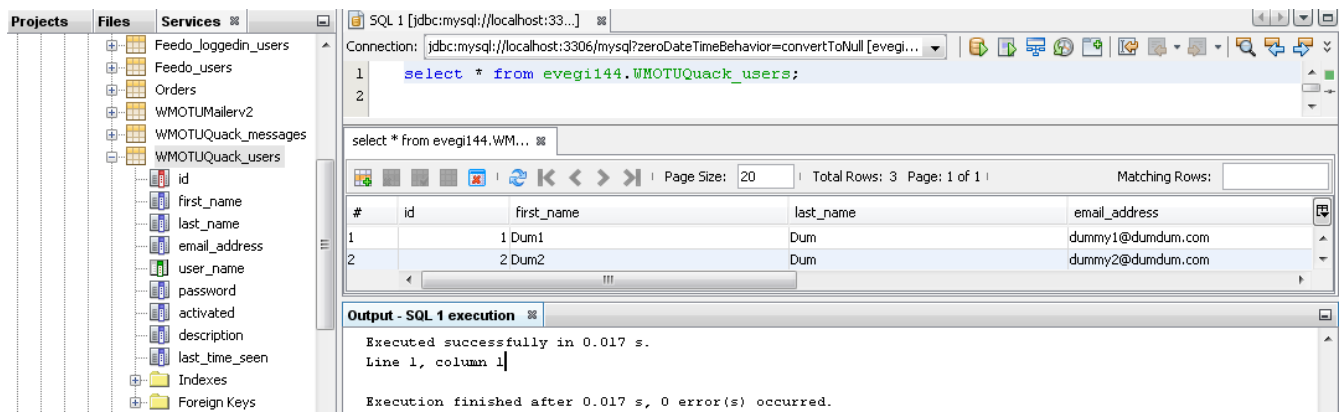 Projects Files Services
Feedo_loggedin_users
Feedo_users
Orders
WMOTUMailerv2
WMOTUQuack_messages
WMOTUQuack_users
id
first_name
last_name
email_address
user_name
password
activated
description
last_time_seen
Indexes
Foreign Keys
SQL 1 [jdbc:mysql://localhost:33...]
Connection: jdbc:mysql://localhost:3306/mysql?zeroDateTimeBehavior=convertToNull [evegi...
1 select * from evegi144.WMOTUQuack_users;
2
select * from evegi144.WM...
Page Size: 20 Total Rows: 3 Page: 1 of 1 Matching Rows:
# id first_name last_name email_address
1 1 Dum1 Dum dummy1@dumdum.com
2 2 Dum2 Dum dummy2@dumdum.com
Output - SQL 1 execution
Executed successfully in 0.017 s.
Line 1, column 1
Execution finished after 0.017 s, 0 error(s) occurred.